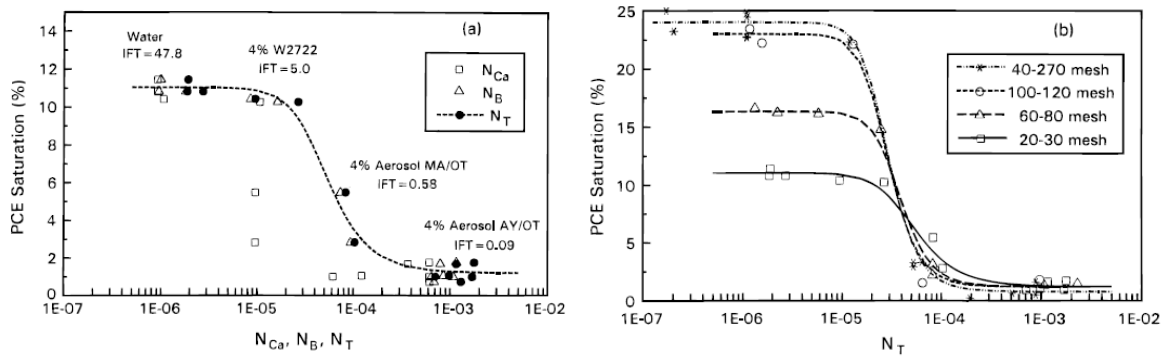 (a)
Water
IFT = 47.8
4% W2722
IFT = 5.0
4% Aerosol MA/OT
IFT = 0.58
4% Aerosol AY/OT
IFT = 0.09
N_Ca
N_B
N_T
PCE Saturation (%)
14
12
10
8
6
4
2
0
1E-07 1E-06 1E-05 1E-04 1E-03 1E-02
N_Ca, N_B, N_T
(b)
40-270 mesh
100-120 mesh
60-80 mesh
20-30 mesh
PCE Saturation (%)
25
20
15
10
5
0
1E-07 1E-06 1E-05 1E-04 1E-03 1E-02
N_T